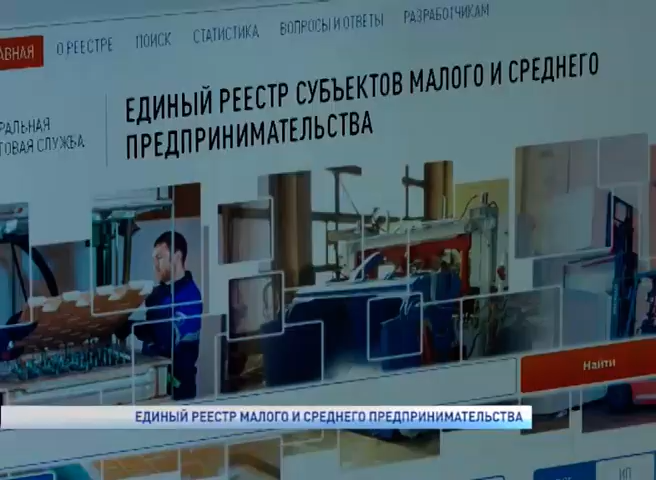 АВНАЯ О РЕЕСТРЕ ПОИСК СТАТИСТИКА ВОПРОСЫ И ОТВЕТЫ РАЗРАБОТЧИКАМ
РАЛЬНАЯ
ОВАЯ СЛУЖБА
ЕДИНЫЙ РЕЕСТР СУБЪЕКТОВ МАЛОГО И СРЕДНЕГО
ПРЕДПРИНИМАТЕЛЬСТВА
Найти
ЕДИНЫЙ РЕЕСТР МАЛОГО И СРЕДНЕГО ПРЕДПРИНИМАТЕЛЬСТВА
ИП